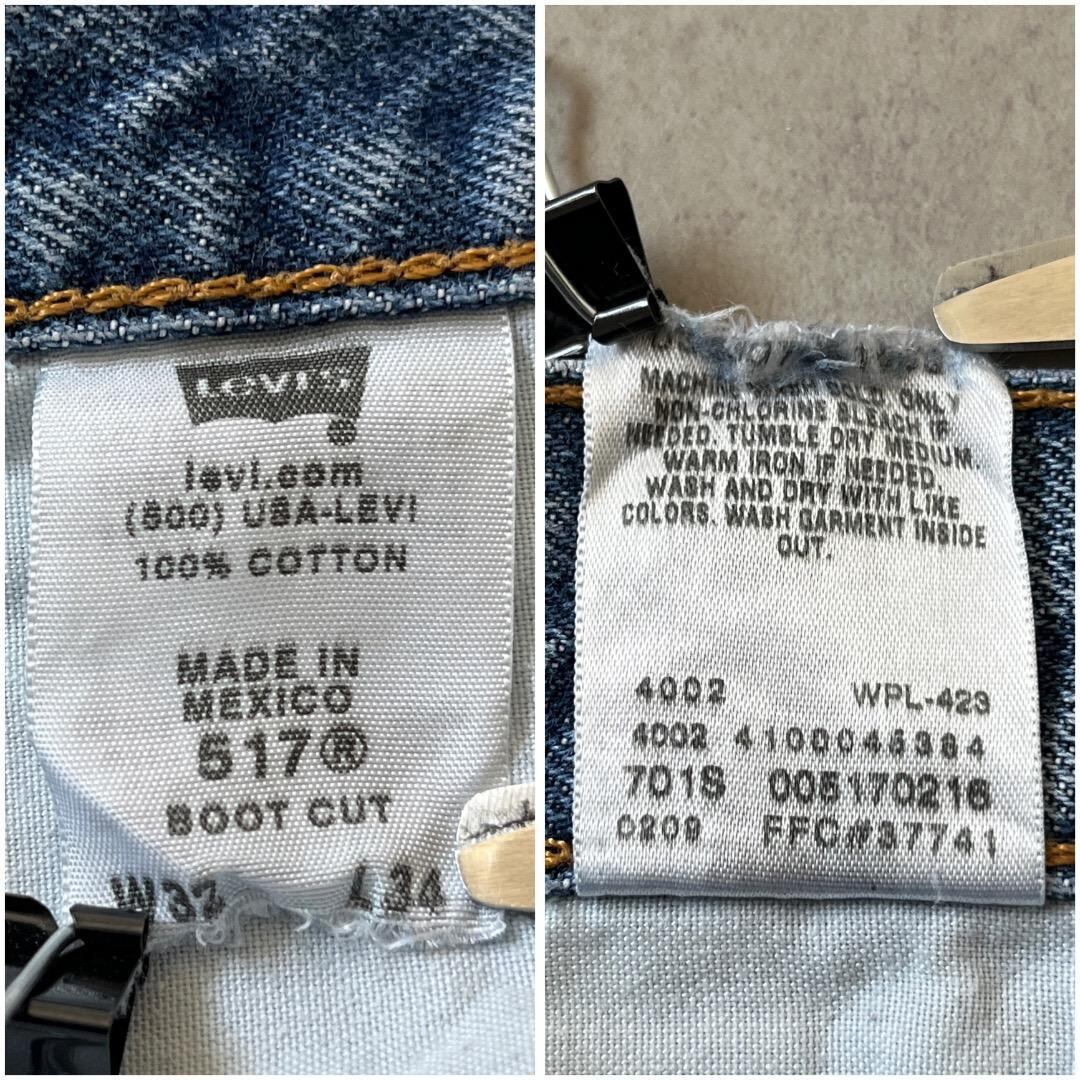 LEVI'S
®
levi.com
(800) USA-LEVI
100% COTTON
MADE IN
MEXICO
517®
BOOT CUT
W32 L34
MACHINE WASH COLD. ONLY
NON-CHLORINE BLEACH IF
NEEDED. TUMBLE DRY MEDIUM.
WARM IRON IF NEEDED.
WASH AND DRY WITH LIKE
COLORS. WASH GARMENT INSIDE
OUT.
4002 WPL-423
4002 4100045384
701S 005170216
0209 FFC#37741